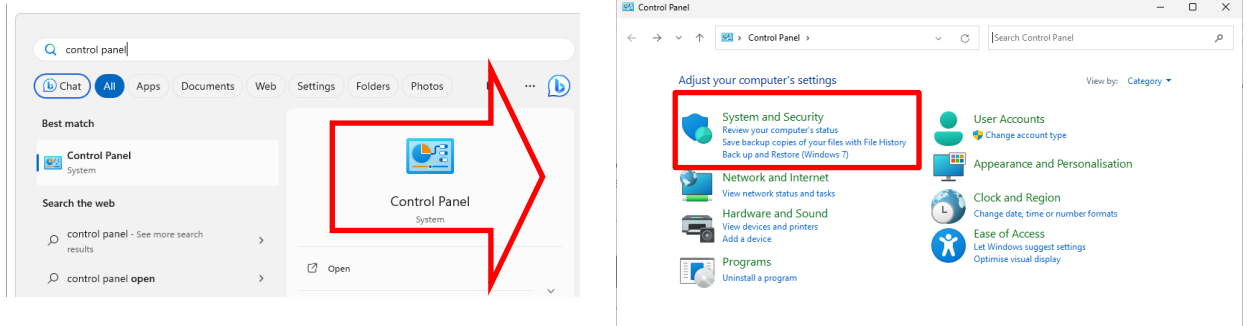 control panel
Chat
All
Apps
Documents
Web
Settings
Folders
Photos
Best match
Control Panel
System
Search the web
control panel - See more search
results
control panel open
Control Panel
System
Open
Control Panel
Control Panel
Search Control Panel
Adjust your computer's settings
View by: Category
System and Security
Review your computer's status
Save backup copies of your files with File History
Back up and Restore (Windows 7)
Network and Internet
View network status and tasks
Hardware and Sound
View devices and printers
Add a device
Programs
Uninstall a program
User Accounts
Change account type
Appearance and Personalisation
Clock and Region
Change date, time or number formats
Ease of Access
Let Windows suggest settings
Optimise visual display